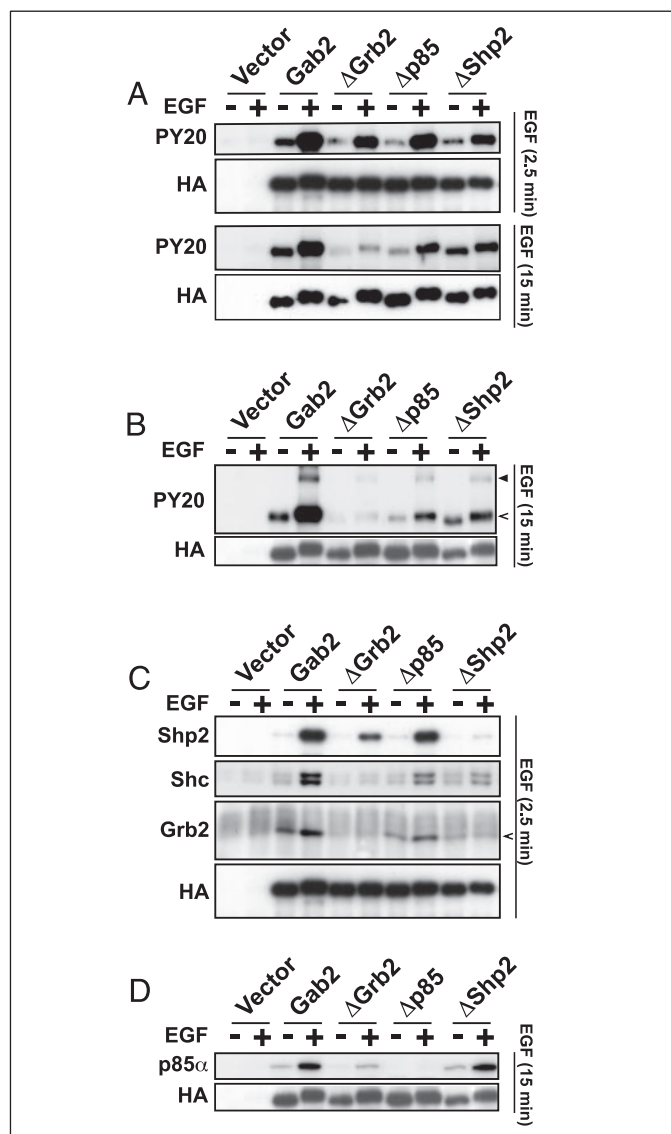 A
Vector Gab2 ΔGrb2 Δp85 ΔShp2
EGF - + - + - + - + - +
PY20
HA
EGF (2.5 min)
PY20
HA
EGF (15 min)
B
Vector Gab2 ΔGrb2 Δp85 ΔShp2
EGF - + - + - + - + - +
PY20
HA
EGF (15 min)
C
Vector Gab2 ΔGrb2 Δp85 ΔShp2
EGF - + - + - + - + - +
Shp2
Shc
Grb2
HA
EGF (2.5 min)
D
Vector Gab2 ΔGrb2 Δp85 ΔShp2
EGF - + - + - + - + - +
p85α
HA
EGF (15 min)